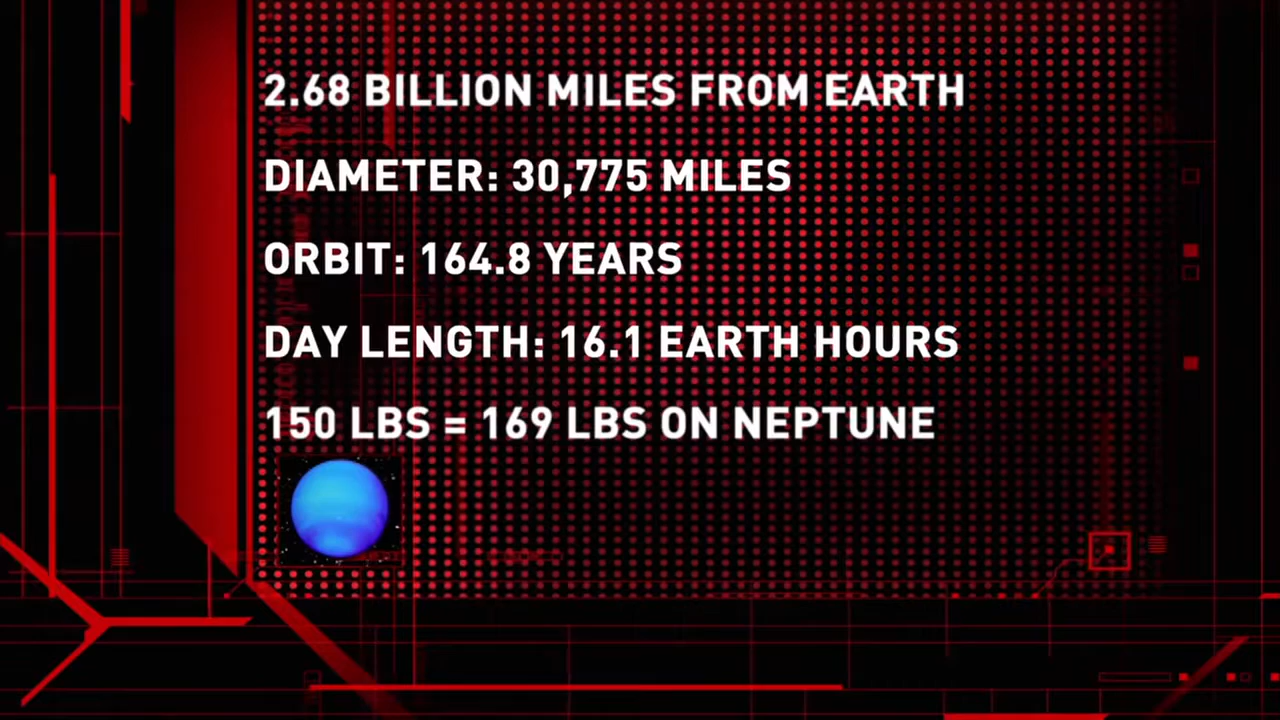 2.68 BILLION MILES FROM EARTH
DIAMETER: 30,775 MILES
ORBIT: 164.8 YEARS
DAY LENGTH: 16.1 EARTH HOURS
150 LBS = 169 LBS ON NEPTUNE